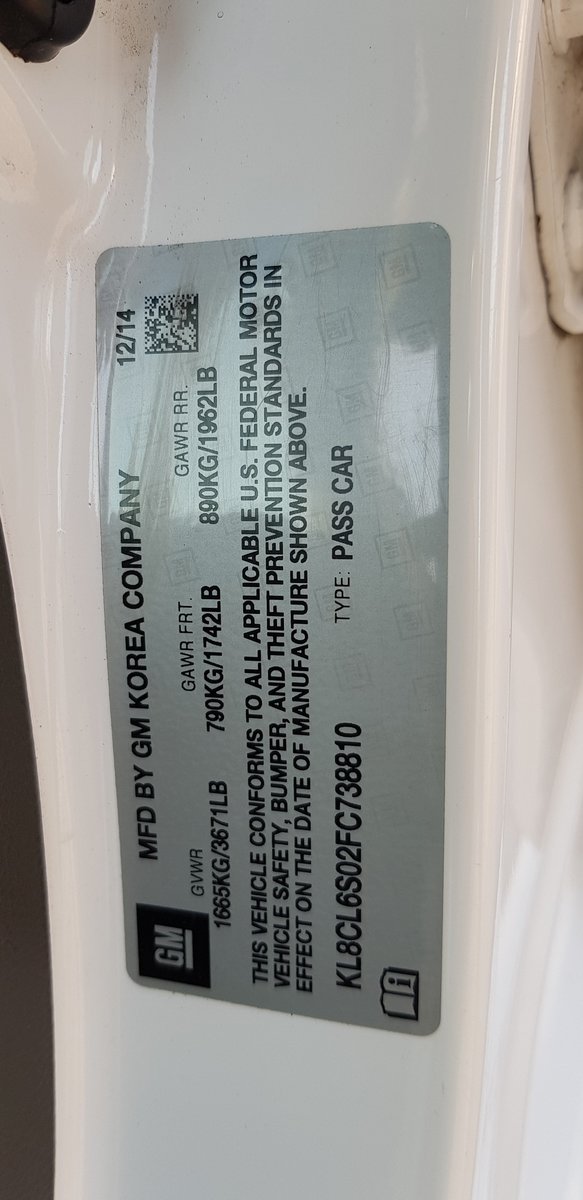 GM
MFD BY GM KOREA COMPANY 12/14
GVWR GAWR FRT. GAWR RR.
1665KG/3671LB 790KG/1742LB 890KG/1962LB
THIS VEHICLE CONFORMS TO ALL APPLICABLE U.S. FEDERAL MOTOR
VEHICLE SAFETY, BUMPER, AND THEFT PREVENTION STANDARDS IN
EFFECT ON THE DATE OF MANUFACTURE SHOWN ABOVE.
KL8CL6S02FC738810 TYPE: PASS CAR